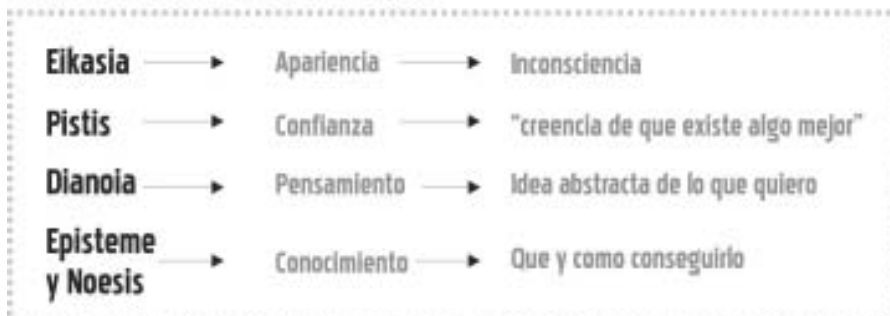 Eikasia Apariencia Inconsciencia
Pistis Confianza "creencia de que existe algo mejor"
Dianoia Pensamiento Idea abstracta de lo que quiero
Episteme
y Noesis Conocimiento Que y como conseguirlo